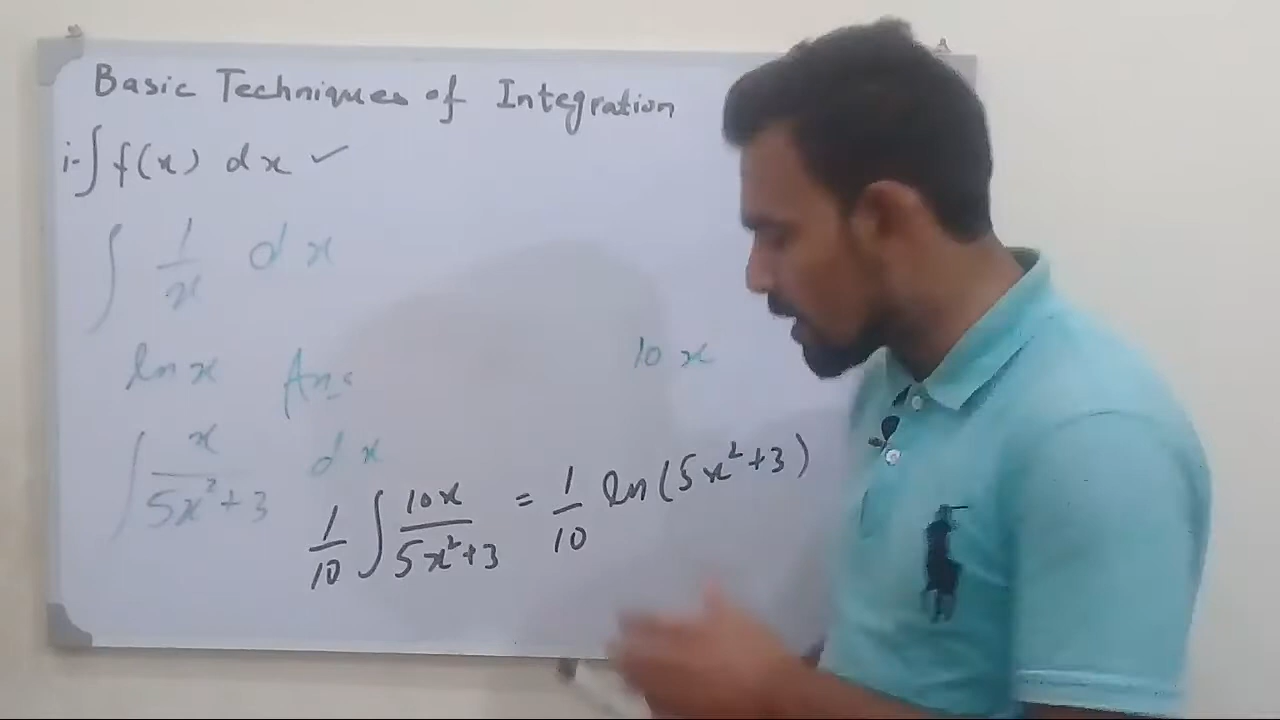 Basic Techniques of Integration
i- ∫ f(x) dx ✓
∫ 1/x dx
ln x Ans
10 x
∫ x/(5x²+3) dx
1/10 ∫ 10x/(5x²+3) = 1/10 ln(5x²+3)